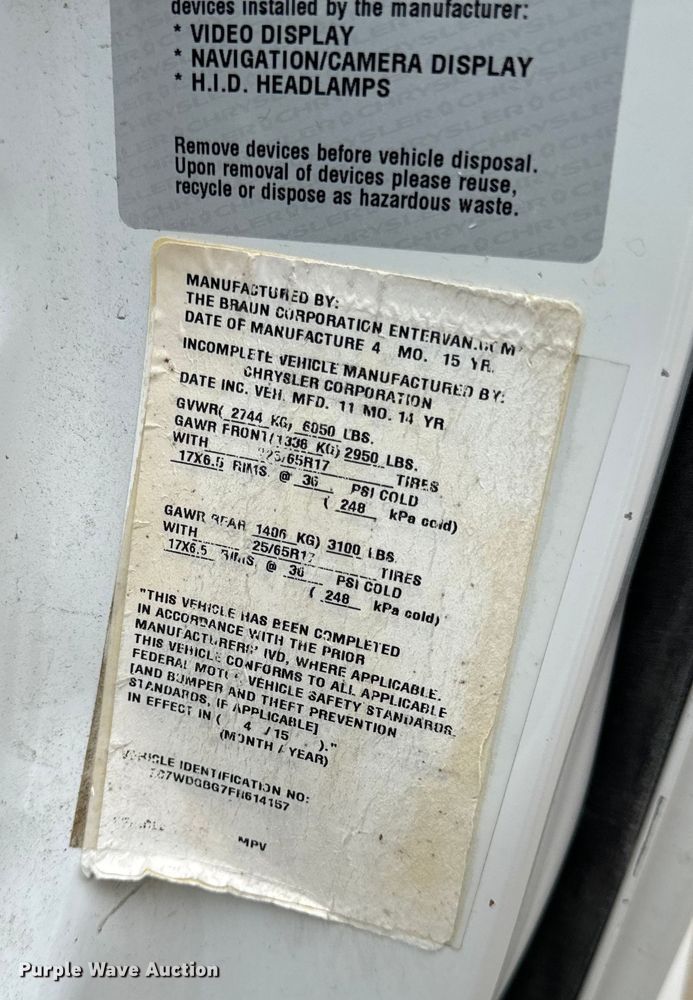 devices installed by the manufacturer:
* VIDEO DISPLAY
* NAVIGATION/CAMERA DISPLAY
* H.I.D. HEADLAMPS
Remove devices before vehicle disposal.
Upon removal of devices please reuse,
recycle or dispose as hazardous waste.
MANUFACTURED BY:
THE BRAUN CORPORATION ENTERVAN.COM
DATE OF MANUFACTURE 4 MO. 15 YR.
INCOMPLETE VEHICLE MANUFACTURED BY:
CHRYSLER CORPORATION
DATE INC. VEH. MFD. 11 MO. 14 YR
GVWR( 2744 KG) 6050 LBS.
GAWR FRONT(1338 KG) 2950 LBS.
WITH 225/65R17 TIRES
17X6.5 RIMS @ 36 PSI COLD
( 248 kPa cold)
GAWR REAR 1406 KG) 3100 LBS
WITH 25/65R17 TIRES
17X6.5 RIMS, @ 36 PSI COLD
( 248 kPa cold)
"THIS VEHICLE HAS BEEN COMPLETED
IN ACCORDANCE WITH THE PRIOR
MANUFACTURERS' IVD, WHERE APPLICABLE.
THIS VEHICLE CONFORMS TO ALL APPLICABLE
FEDERAL MOTOR VEHICLE SAFETY STANDARDS.
[AND BUMPER AND THEFT PREVENTION
STANDARDS, IF APPLICABLE]
IN EFFECT IN ( 4 / 15 )."
(MONTH / YEAR)
VEHICLE IDENTIFICATION NO:
C7WDGBG7FR614157
MPV
Purple Wave Auction